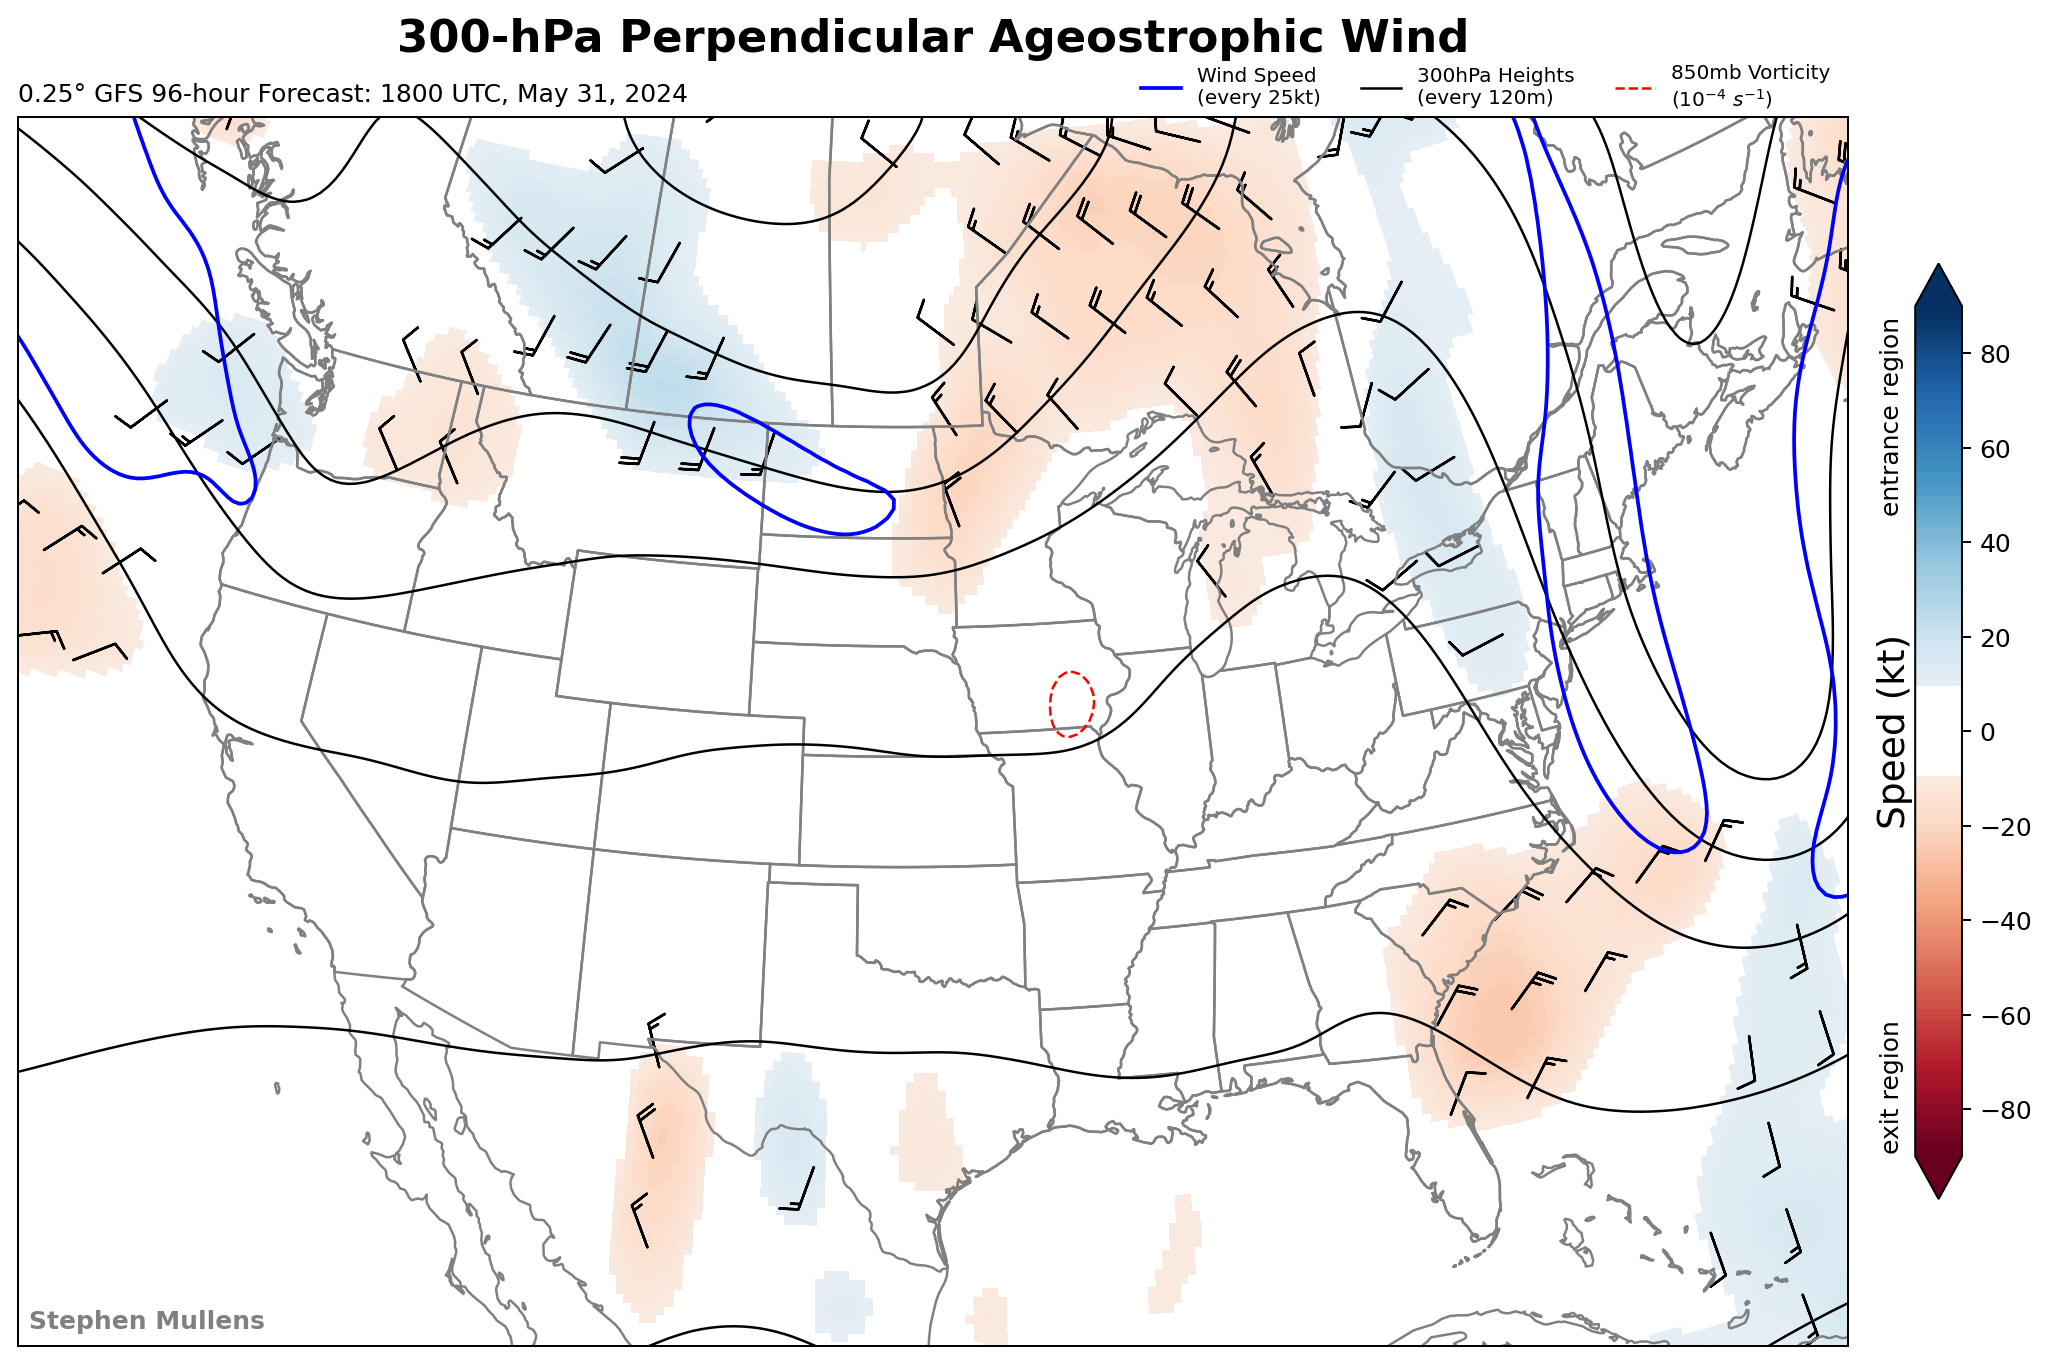 300-hPa Perpendicular Ageostrophic Wind
0.25° GFS 96-hour Forecast: 1800 UTC, May 31, 2024
Wind Speed
(every 25kt)
300hPa Heights
(every 120m)
850mb Vorticity
(10⁻⁴ s⁻¹)
entrance region
Speed (kt)
exit region
80
60
40
20
0
−20
−40
−60
−80
Stephen Mullens